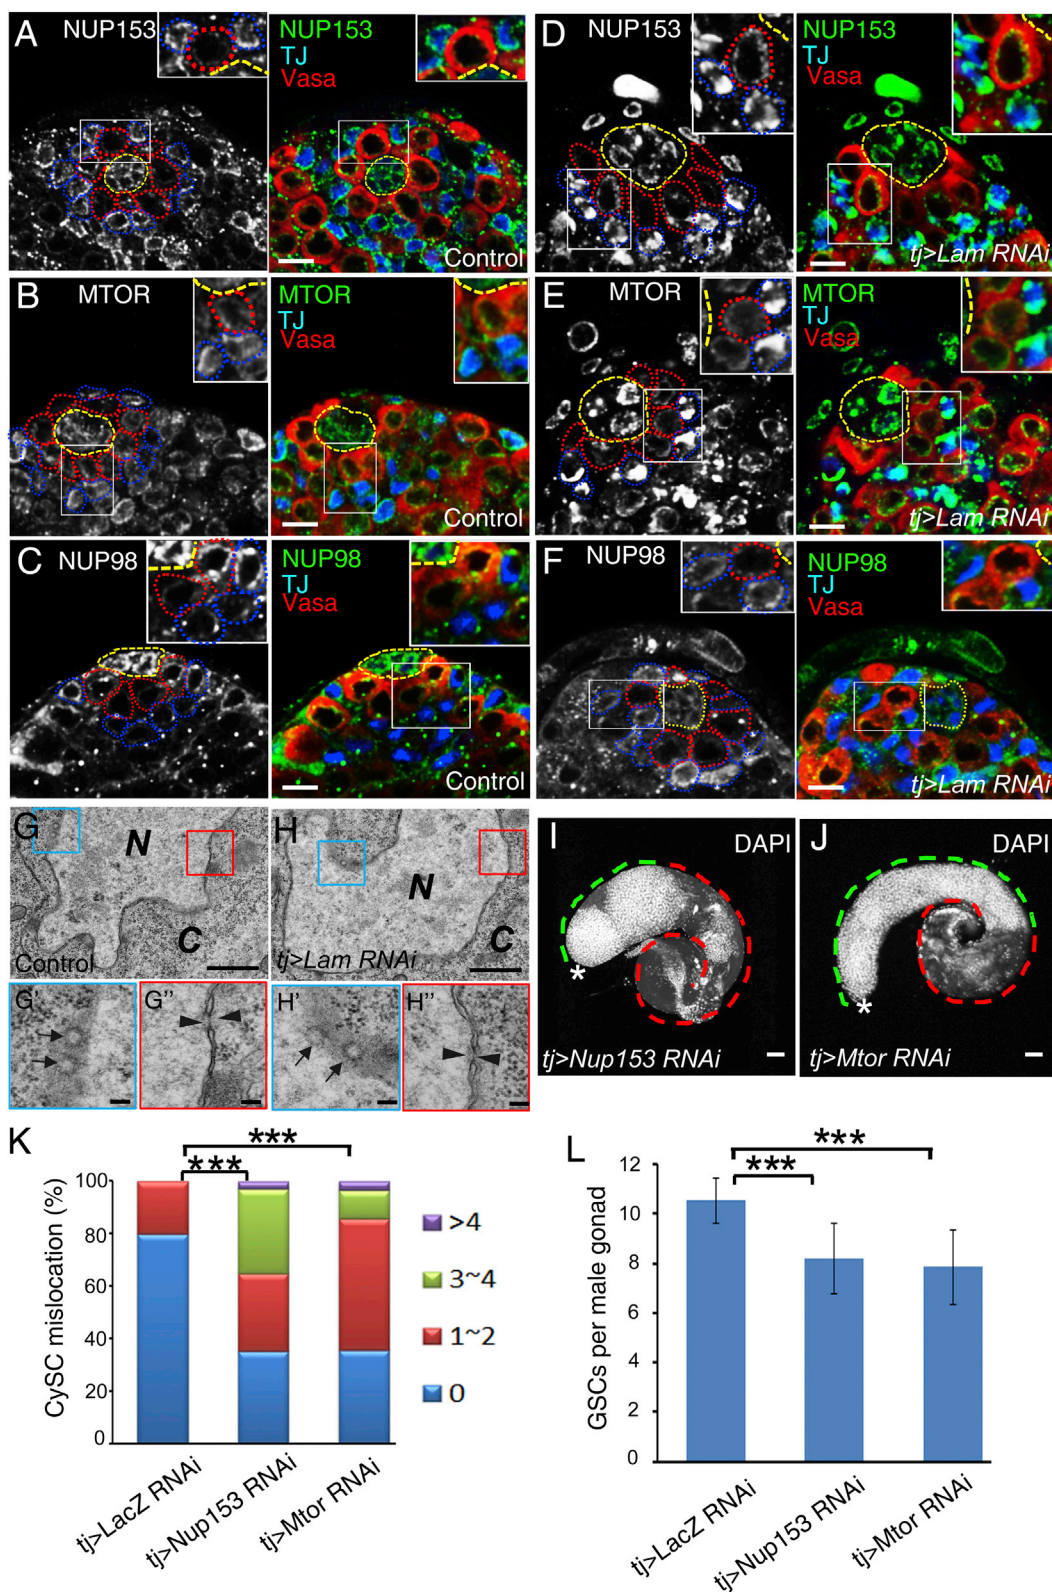 A NUP153
NUP153
TJ
Vasa
Control
D NUP153
NUP153
TJ
Vasa
tj>Lam RNAi
B MTOR
MTOR
TJ
Vasa
Control
E MTOR
MTOR
TJ
Vasa
tj>Lam RNAi
C NUP98
NUP98
TJ
Vasa
Control
F NUP98
NUP98
TJ
Vasa
tj>Lam RNAi
G
N
C
Control
H
N
C
tj>Lam RNAi
G'
G''
H'
H''
I DAPI
*
tj>Nup153 RNAi
J DAPI
*
tj>Mtor RNAi
K
***
***
CySC mislocation (%)
100
80
60
40
20
0
>4
3~4
1~2
0
tj>LacZ RNAi
tj>Nup153 RNAi
tj>Mtor RNAi
L
***
***
GSCs per male gonad
12
10
8
6
4
2
0
tj>LacZ RNAi
tj>Nup153 RNAi
tj>Mtor RNAi